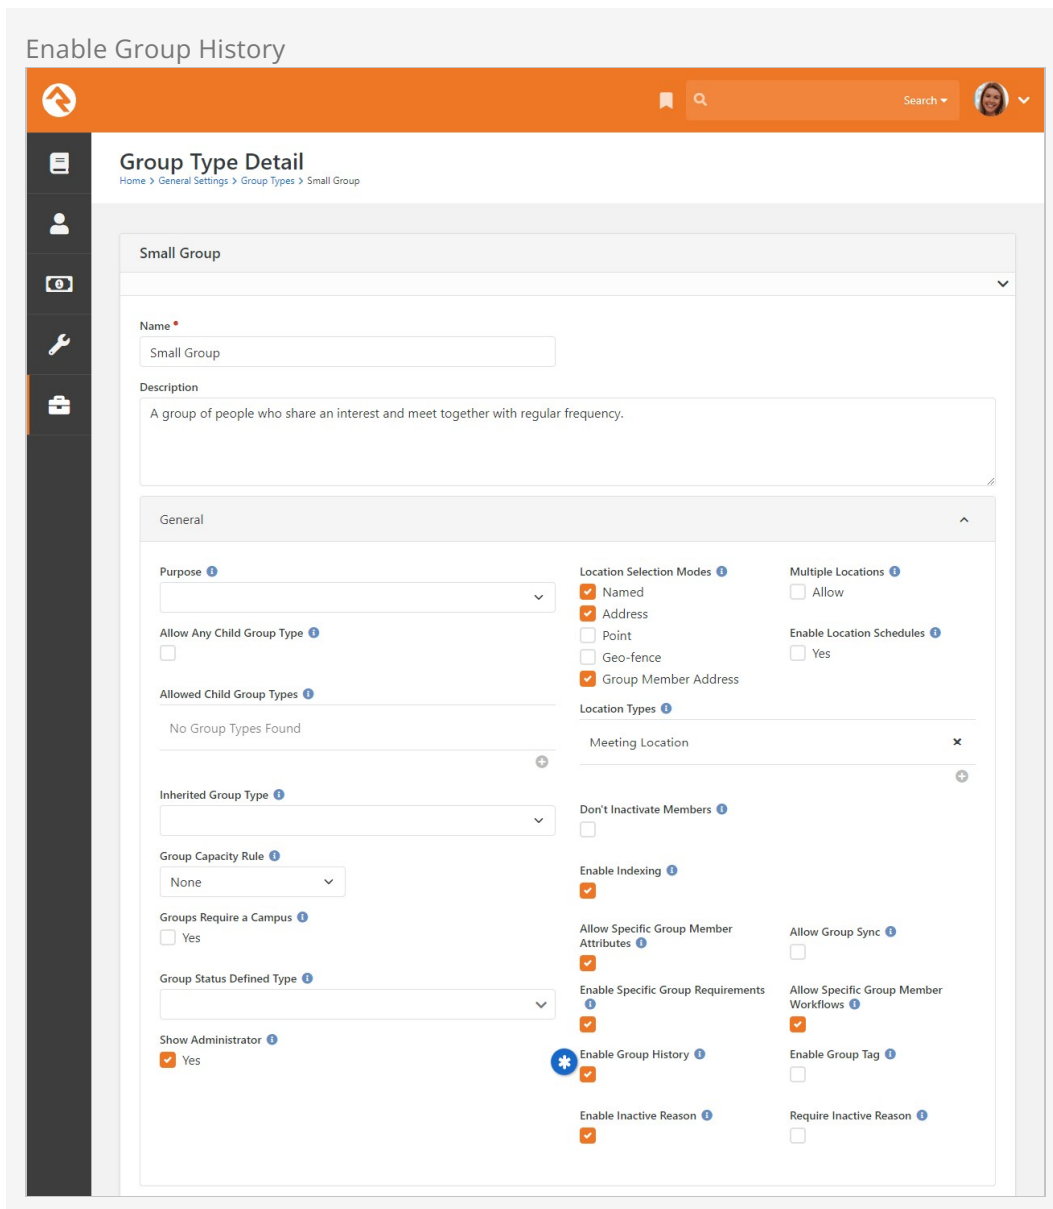 Enable Group History
Search
Group Type Detail
Home > General Settings > Group Types > Small Group
Small Group
Name
Small Group
Description
A group of people who share an interest and meet together with regular frequency.
General
Purpose
Allow Any Child Group Type
Allowed Child Group Types
No Group Types Found
Inherited Group Type
Group Capacity Rule
None
Groups Require a Campus
Yes
Group Status Defined Type
Show Administrator
Yes
Location Selection Modes
Named
Address
Point
Geo-fence
Group Member Address
Multiple Locations
Allow
Enable Location Schedules
Yes
Location Types
Meeting Location
Don't Inactivate Members
Enable Indexing
Allow Specific Group Member
Attributes
Allow Group Sync
Enable Specific Group Requirements
Allow Specific Group Member
Workflows
Enable Group History
Enable Group Tag
Enable Inactive Reason
Require Inactive Reason